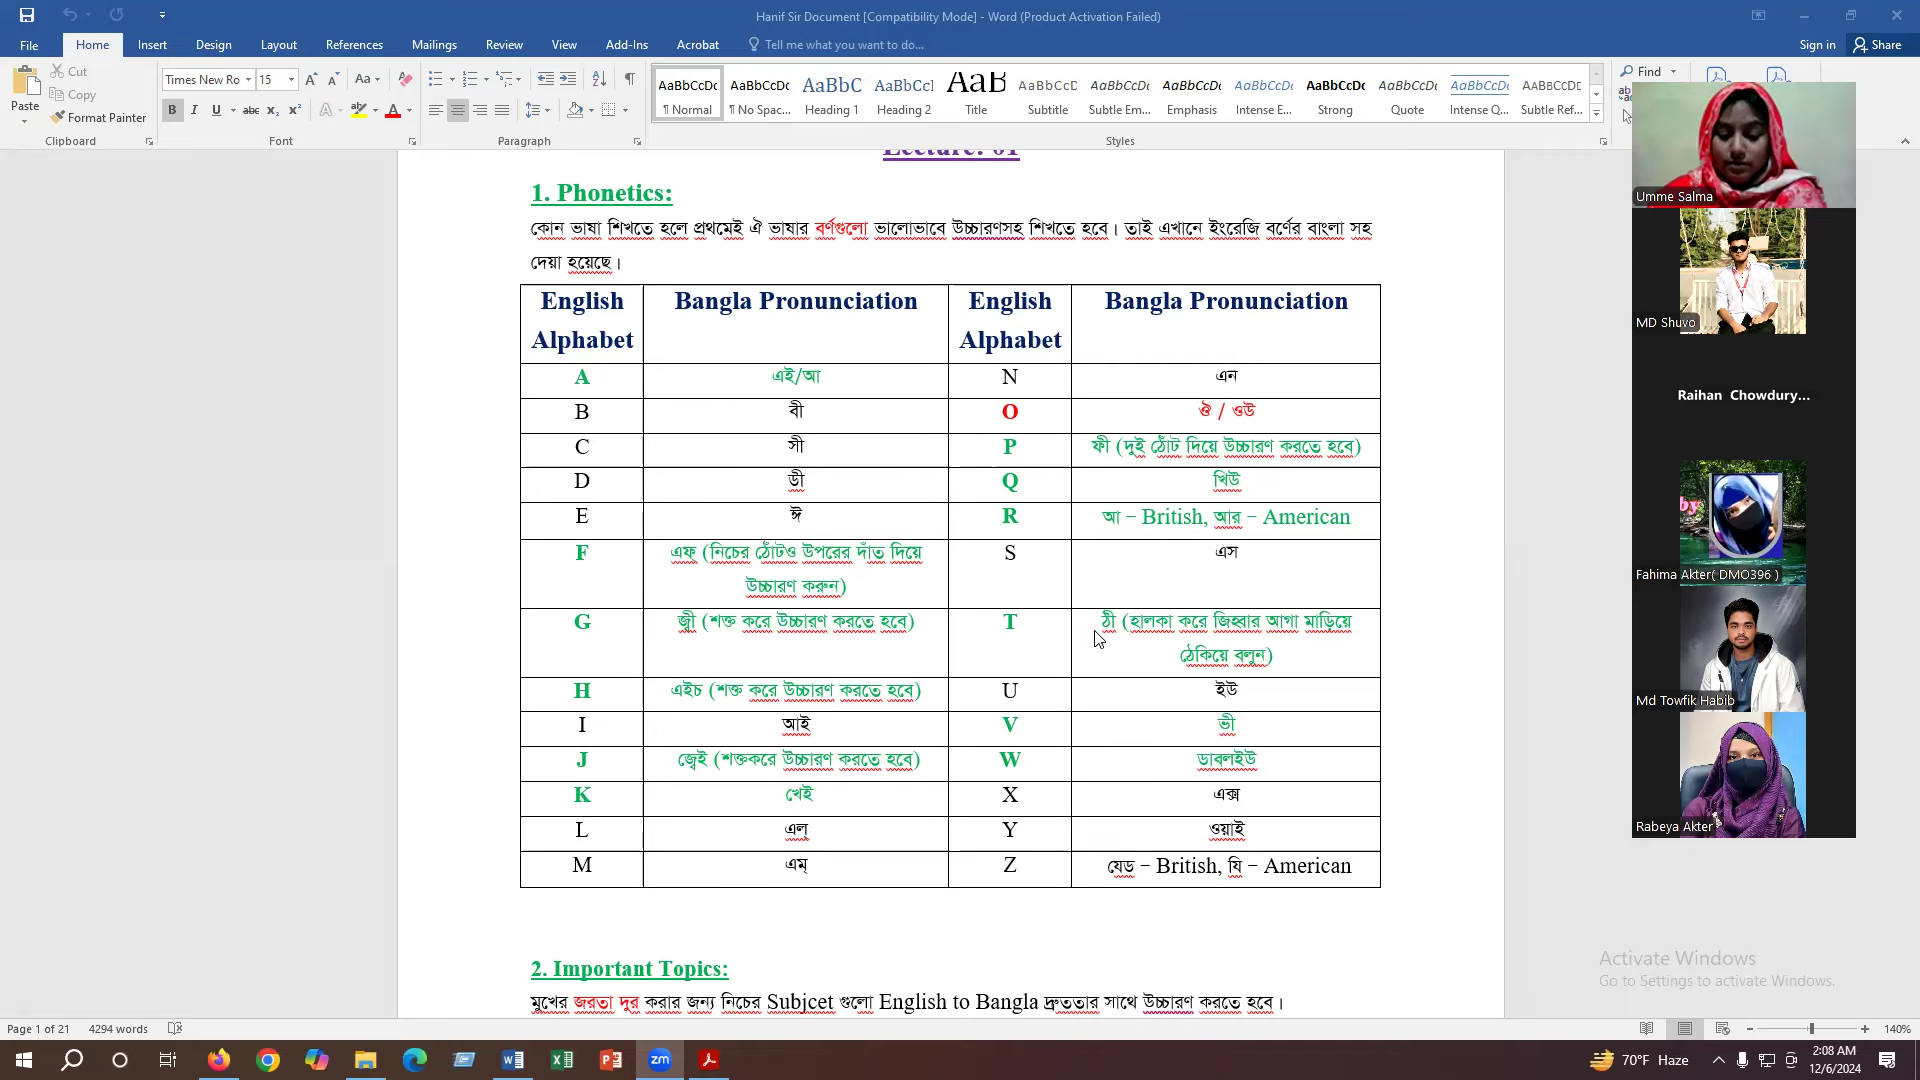 Hanif Sir Document [Compatibility Mode] - Word (Product Activation Failed)
File Home Insert Design Layout References Mailings Review View Add-Ins Acrobat Tell me what you want to do... Sign in Share
Paste Cut Copy Format Painter
Times New Ro 15
AaBbCcDc AaBbCcDc AaBbC AaBbCcI AaB AaBbCcC AaBbCcDc AaBbCcDc AaBbCcDc AaBbCcDc AaBbCcDc AaBbCcDc AABBCCDC
¶ Normal ¶ No Spac... Heading 1 Heading 2 Title Subtitle Subtle Em... Emphasis Intense E... Strong Quote Intense Q... Subtle Ref...
Find
Clipboard Font Paragraph Styles
Lecture: 01
1. Phonetics:
কোন ভাষা শিখতে হলে প্রথমেই ঐ ভাষার বর্ণগুলো ভালোভাবে উচ্চারণসহ শিখতে হবে। তাই এখানে ইংরেজি বর্ণের বাংলা সহ
দেয়া হয়েছে।
English Alphabet Bangla Pronunciation English Alphabet Bangla Pronunciation
A এই/আ N এন
B বী O ঔ / ওউ
C সী P ফী (দুই ঠোঁট দিয়ে উচ্চারণ করতে হবে)
D ডী Q খিউ
E ঈ R আ – British, আর – American
F এফ্ (নিচের ঠোঁটও উপরের দাঁত দিয়ে উচ্চারণ করুন) S এস
G জ্বী (শক্ত করে উচ্চারণ করতে হবে) T ঠী (হালকা করে জিহ্বার আগা মাড়িয়ে ঠেকিয়ে বলুন)
H এইচ (শক্ত করে উচ্চারণ করতে হবে) U ইউ
I আই V ভী
J জ্বেই (শক্তকরে উচ্চারণ করতে হবে) W ডাবলইউ
K খেই X এক্স
L এল্ Y ওয়াই
M এম্ Z যেড – British, যি – American
2. Important Topics:
মুখের জরতা দুর করার জন্য নিচের Subjcet গুলো English to Bangla দ্রুততার সাথে উচ্চারণ করতে হবে।
Umme Salma
MD Shuvo
Raihan Chowdury...
by
Fahima Akter( DMO396 )
Md Towfik Habib
Rabeya Akter
Activate Windows
Go to Settings to activate Windows.
Page 1 of 21 4294 words 140%
zm 70°F Haze 2:08 AM
12/6/2024